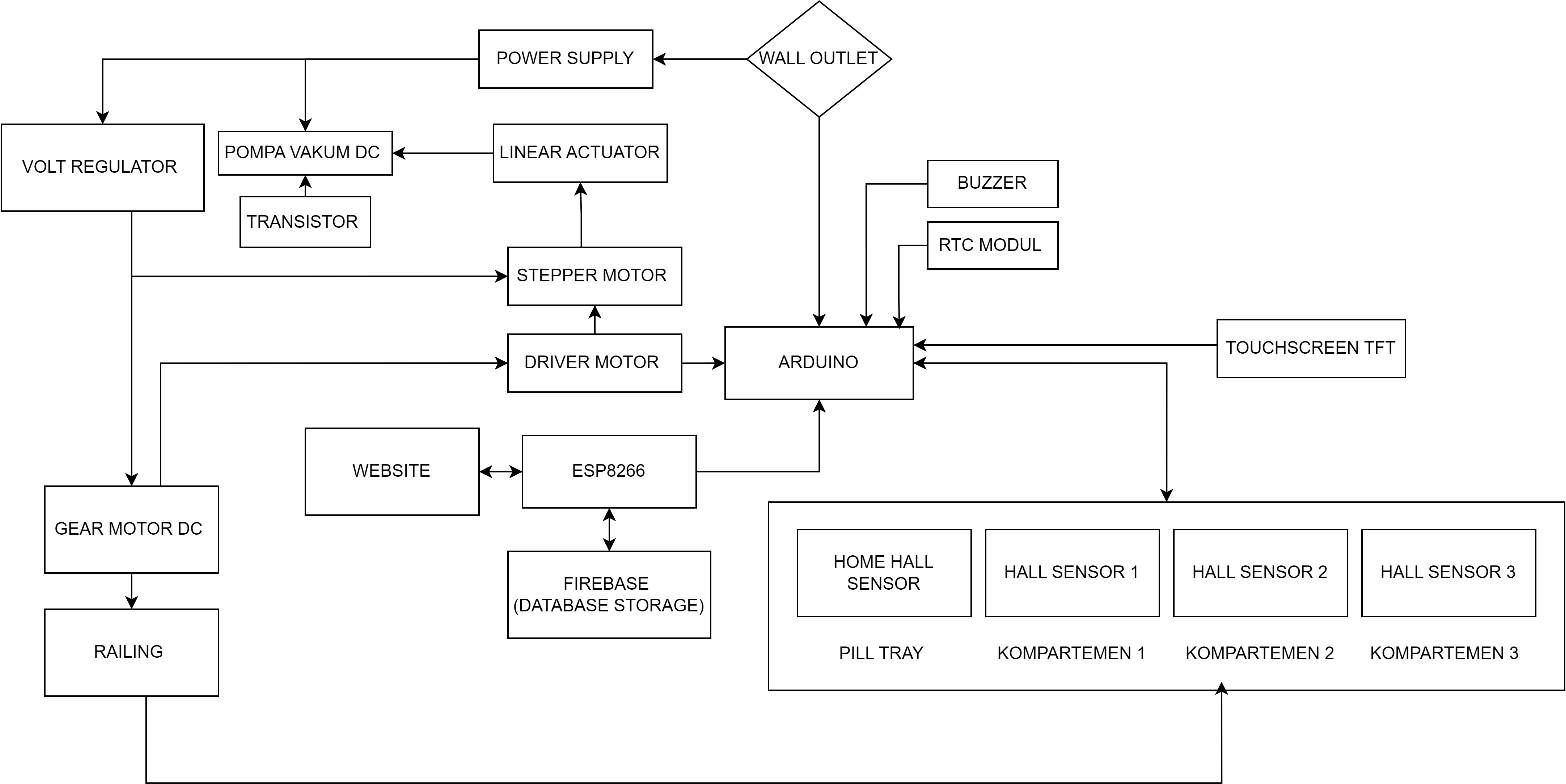 POWER SUPPLY
WALL OUTLET
VOLT REGULATOR
POMPA VAKUM DC
LINEAR ACTUATOR
BUZZER
TRANSISTOR
RTC MODUL
STEPPER MOTOR
DRIVER MOTOR
ARDUINO
TOUCHSCREEN TFT
WEBSITE
ESP8266
GEAR MOTOR DC
FIREBASE
(DATABASE STORAGE)
HOME HALL
SENSOR
HALL SENSOR 1
HALL SENSOR 2
HALL SENSOR 3
RAILING
PILL TRAY
KOMPARTEMEN 1
KOMPARTEMEN 2
KOMPARTEMEN 3